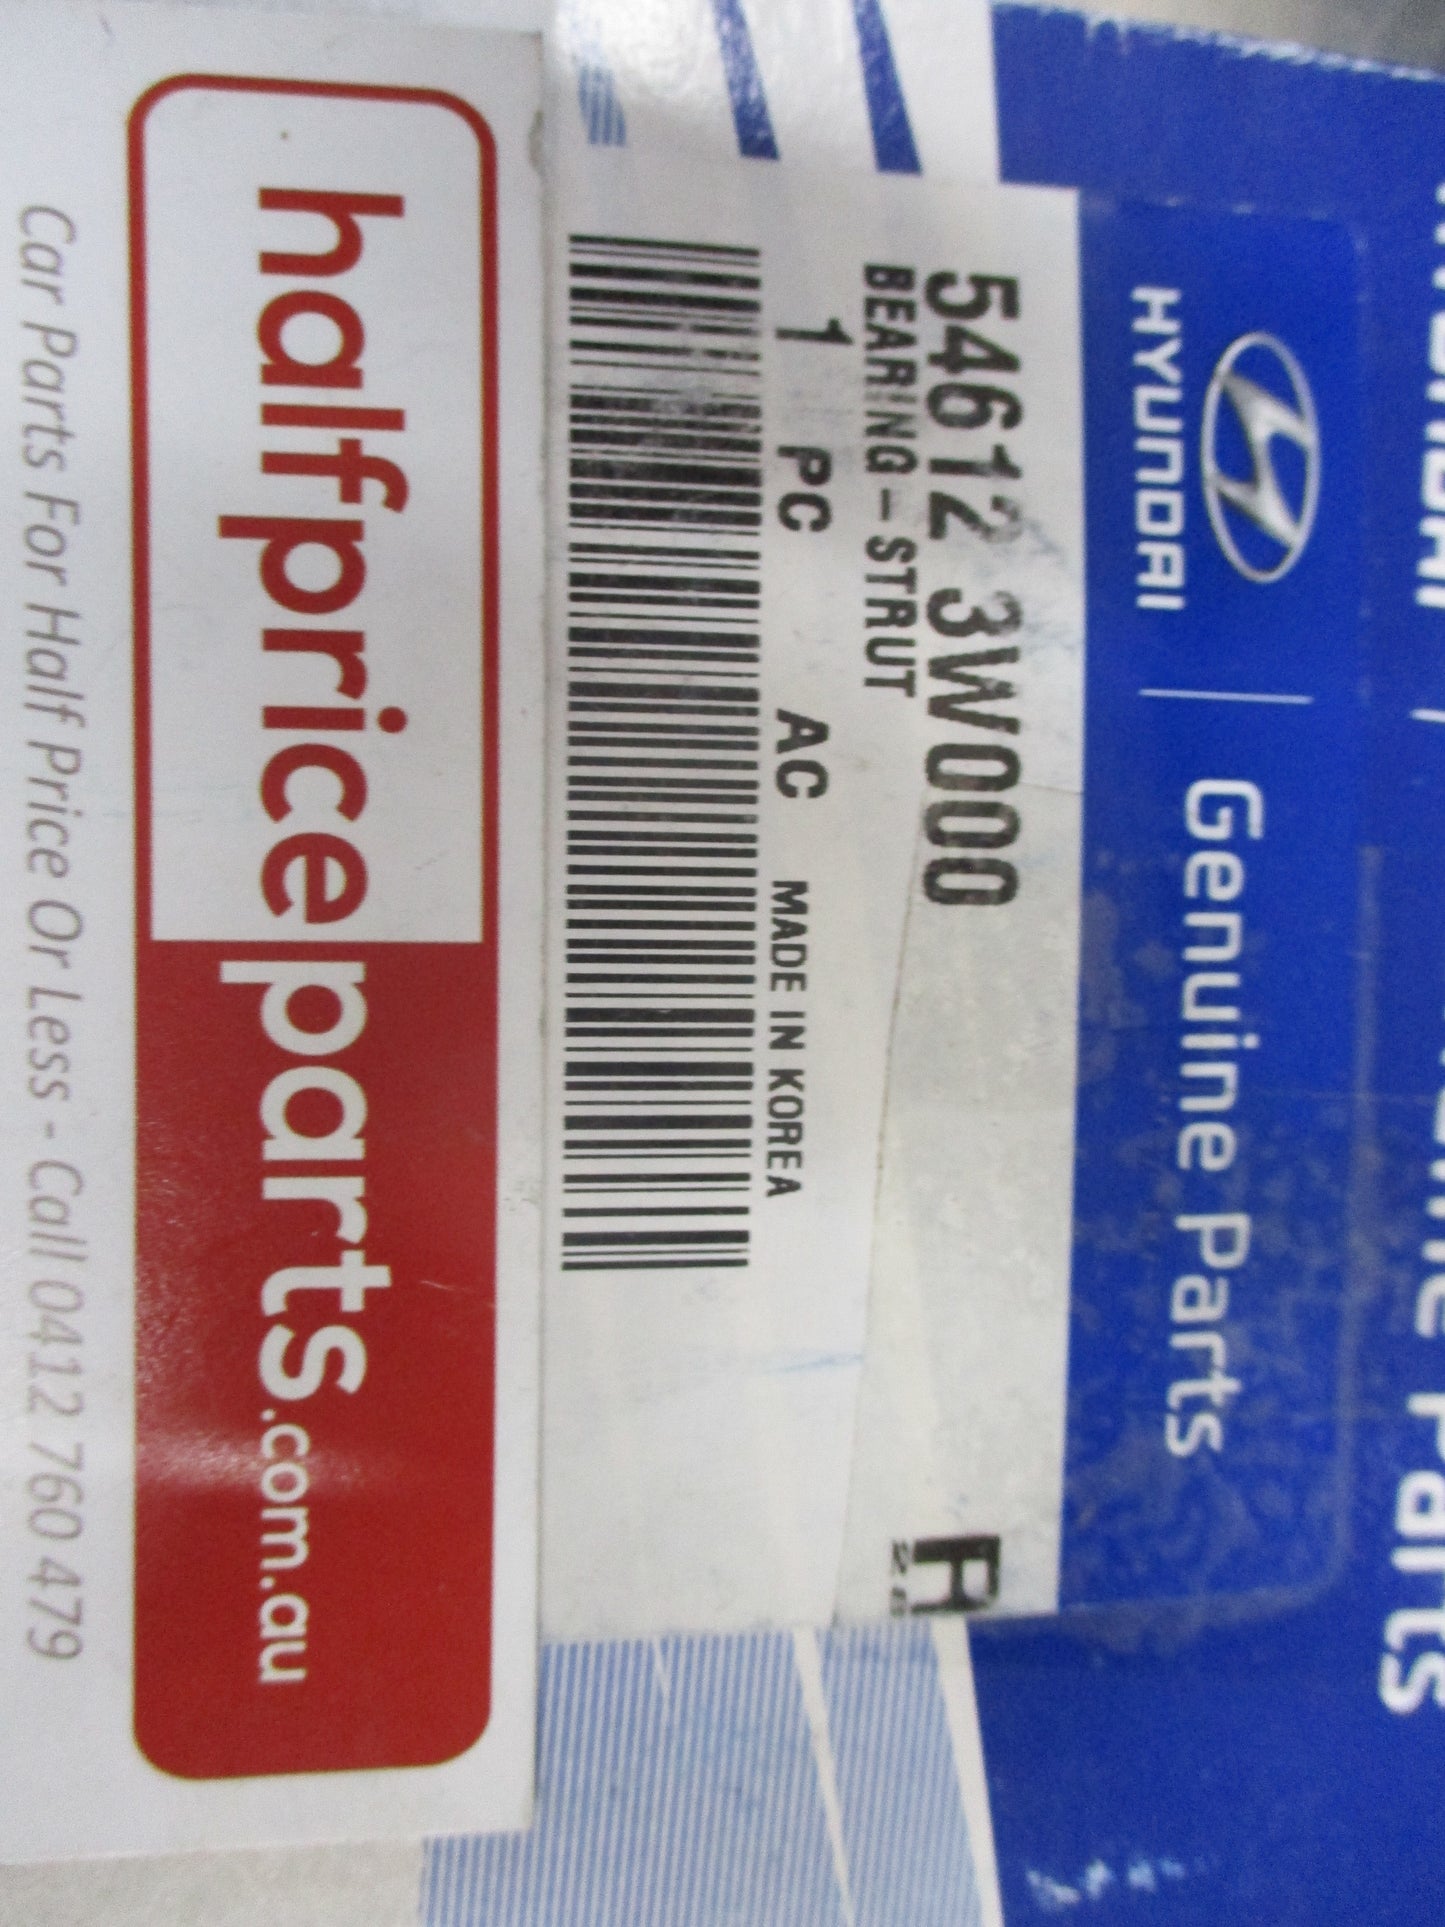 HYUNDAI | Genuine Parts
54612 3W000
BEARING-STRUT
1 PC AC MADE IN KOREA
halfpriceparts.com.au
Car Parts For Half Price Or Less - Call 0412 760 479